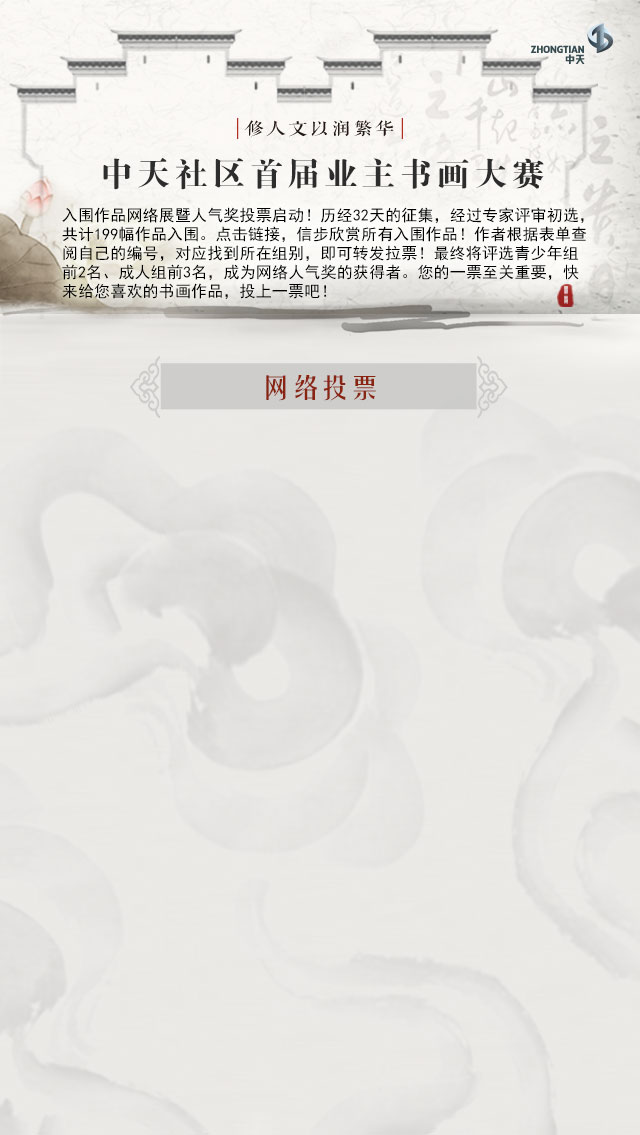 ZHONGTIAN
中天
修人文以润繁华
中天社区首届业主书画大赛
入围作品网络展暨人气奖投票启动！历经32天的征集，经过专家评审初选，
共计199幅作品入围。点击链接，信步欣赏所有入围作品！作者根据表单查
阅自己的编号，对应找到所在组别，即可转发拉票！最终将评选青少年组
前2名、成人组前3名，成为网络人气奖的获得者。您的一票至关重要，快
来给您喜欢的书画作品，投上一票吧！
网络投票